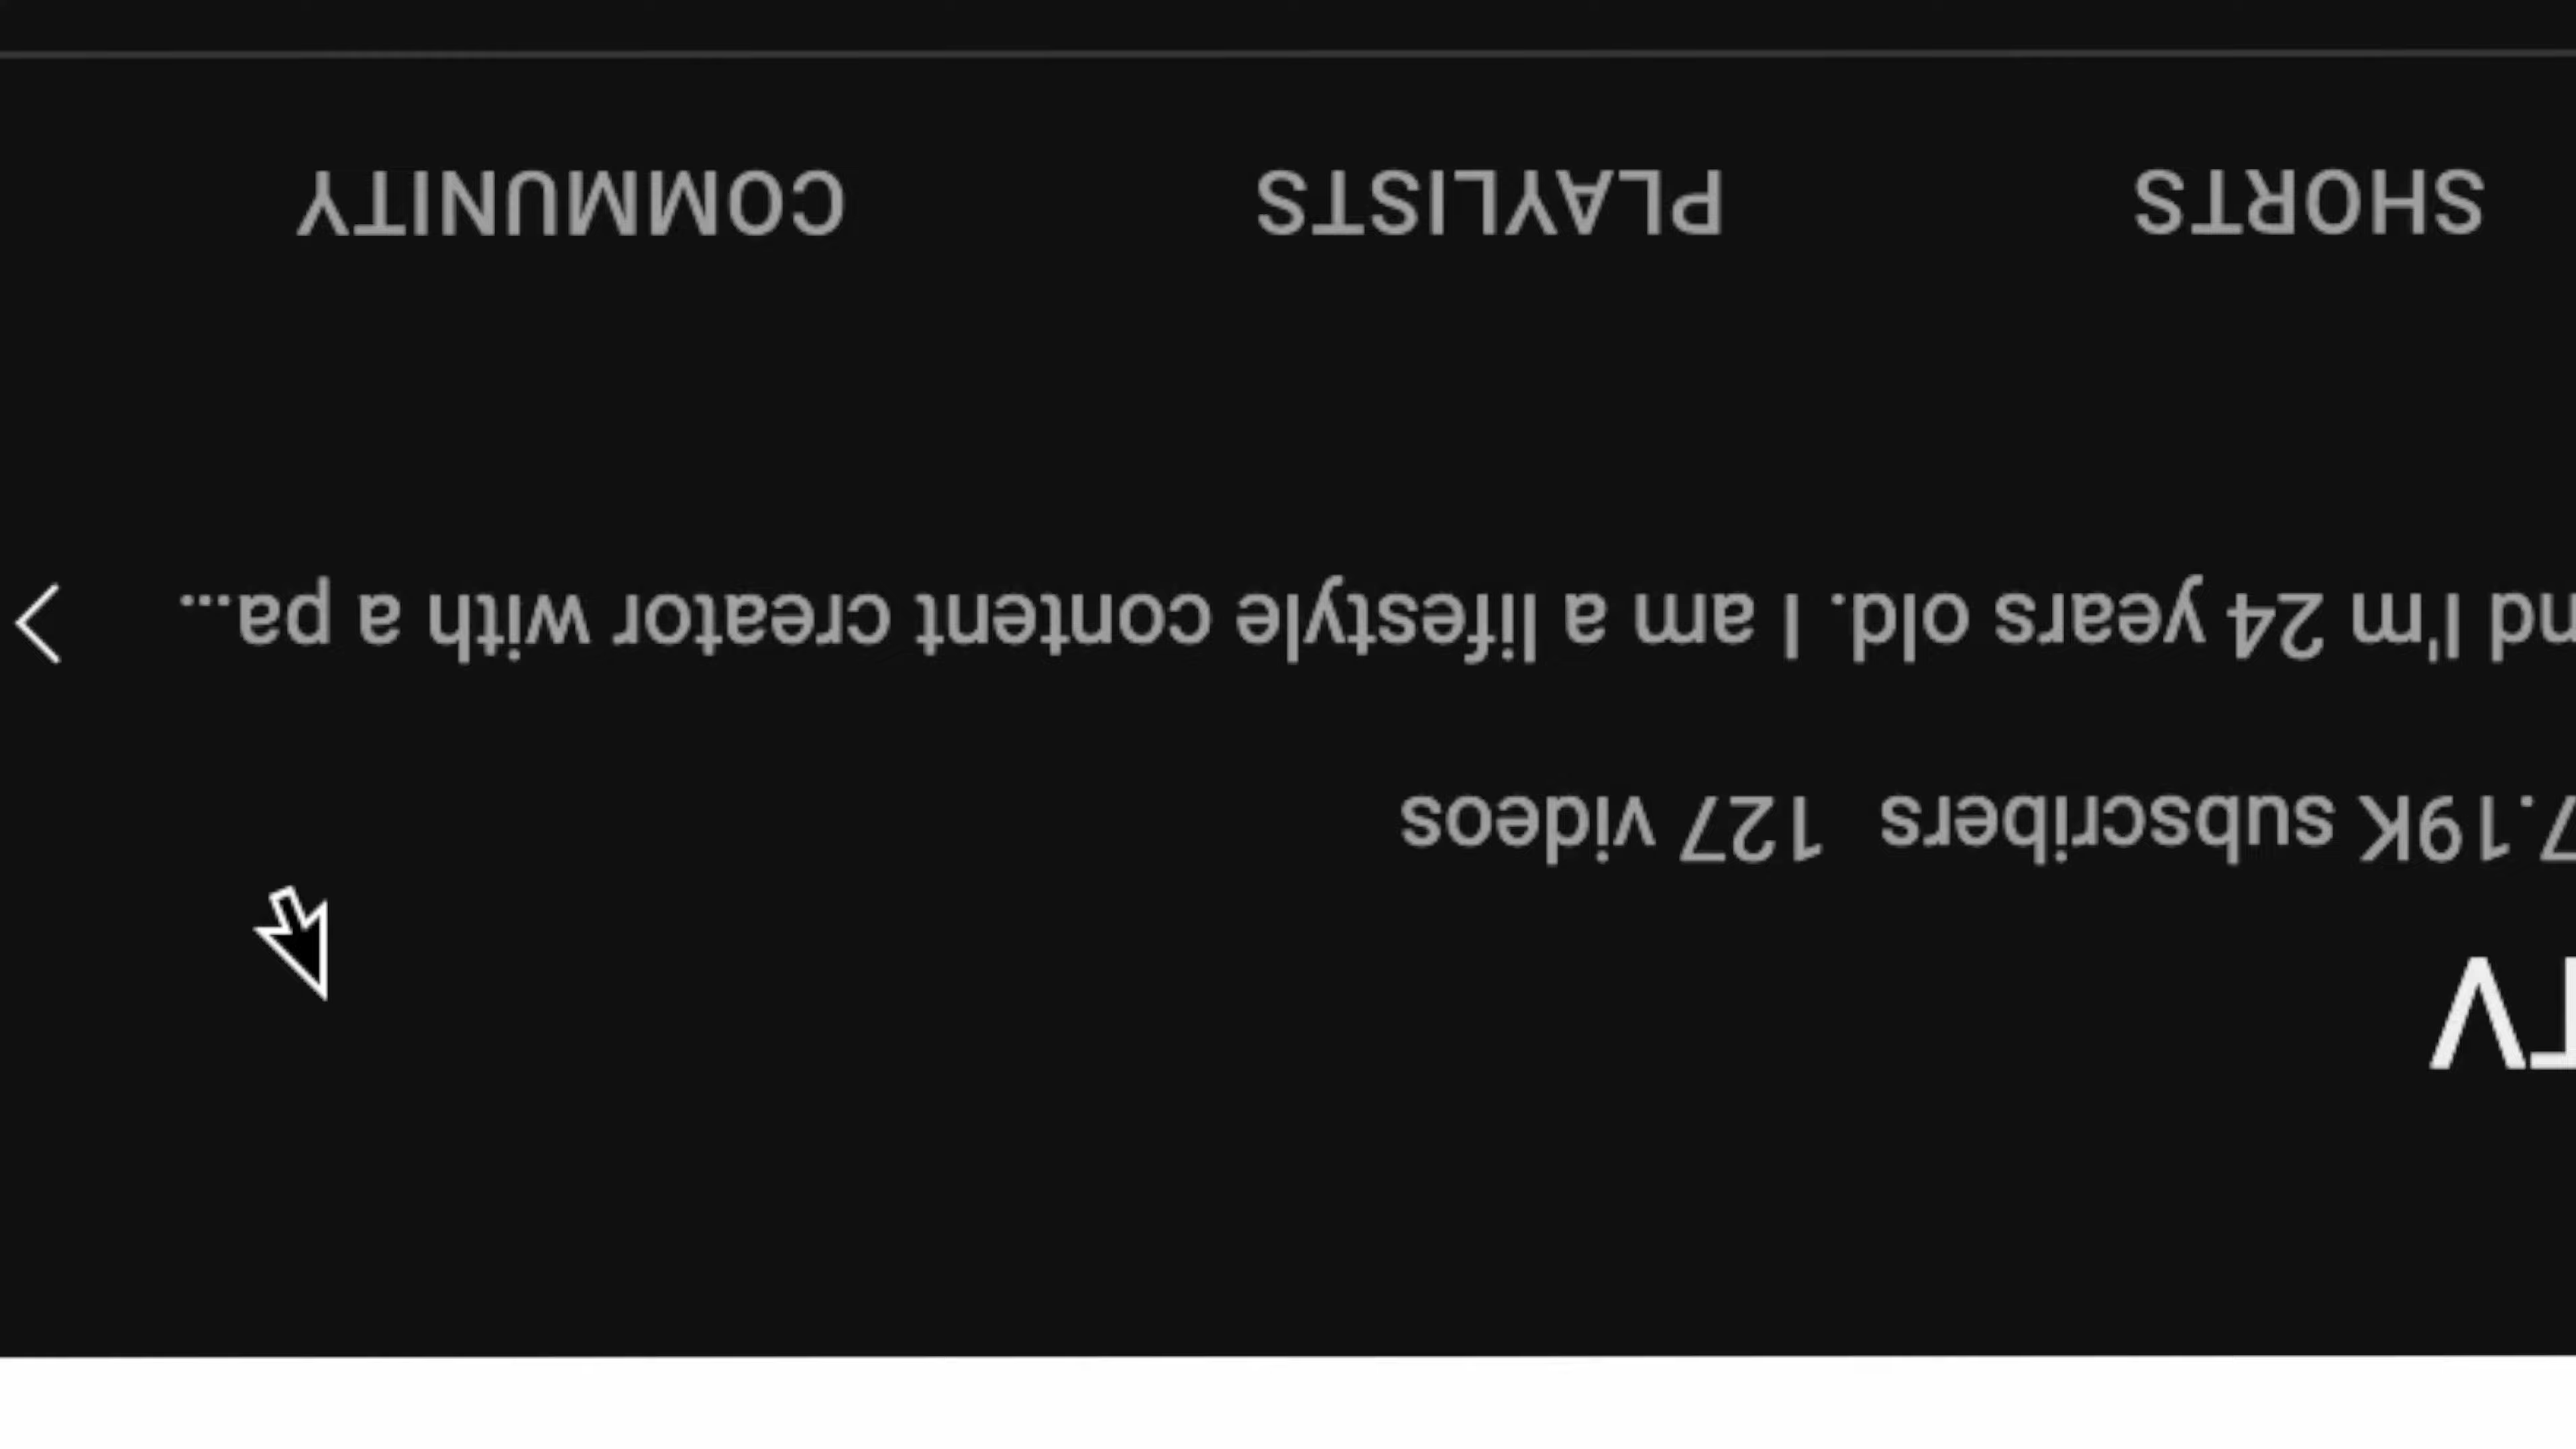 TV
7.19K subscribers 127 videos
nd I'm 24 years old. I am a lifestyle content creator with a pa...
SHORTS PLAYLISTS COMMUNITY